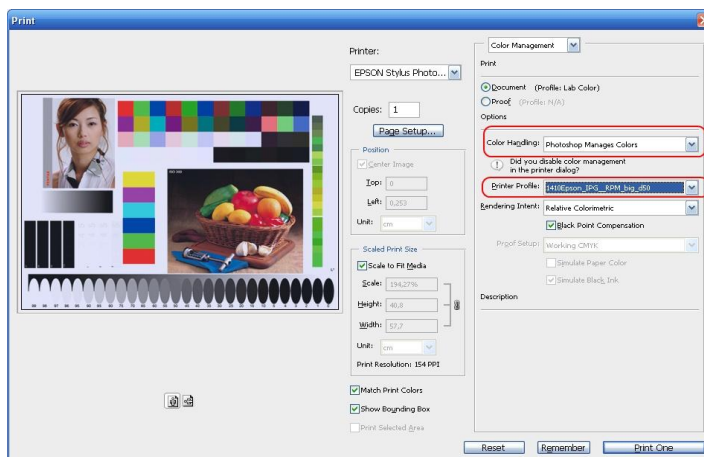 Print
Printer:
EPSON Stylus Photo...
Copies: 1
Page Setup...
Position
Center Image
Top: 0
Left: 0,253
Unit: cm
Scaled Print Size
Scale to Fit Media
Scale: 194,27%
Height: 40,8
Width: 57,7
Unit: cm
Print Resolution: 154 PPI
Match Print Colors
Show Bounding Box
Print Selected Area
Color Management
Print
Document (Profile: Lab Color)
Proof (Profile: N/A)
Options
Color Handling: Photoshop Manages Colors
Did you disable color management
in the printer dialog?
Printer Profile: 1410Epson_IPG__RPM_big_d50
Rendering Intent: Relative Colorimetric
Black Point Compensation
Proof Setup: Working CMYK
Simulate Paper Color
Simulate Black Ink
Description
Reset
Remember
Print One